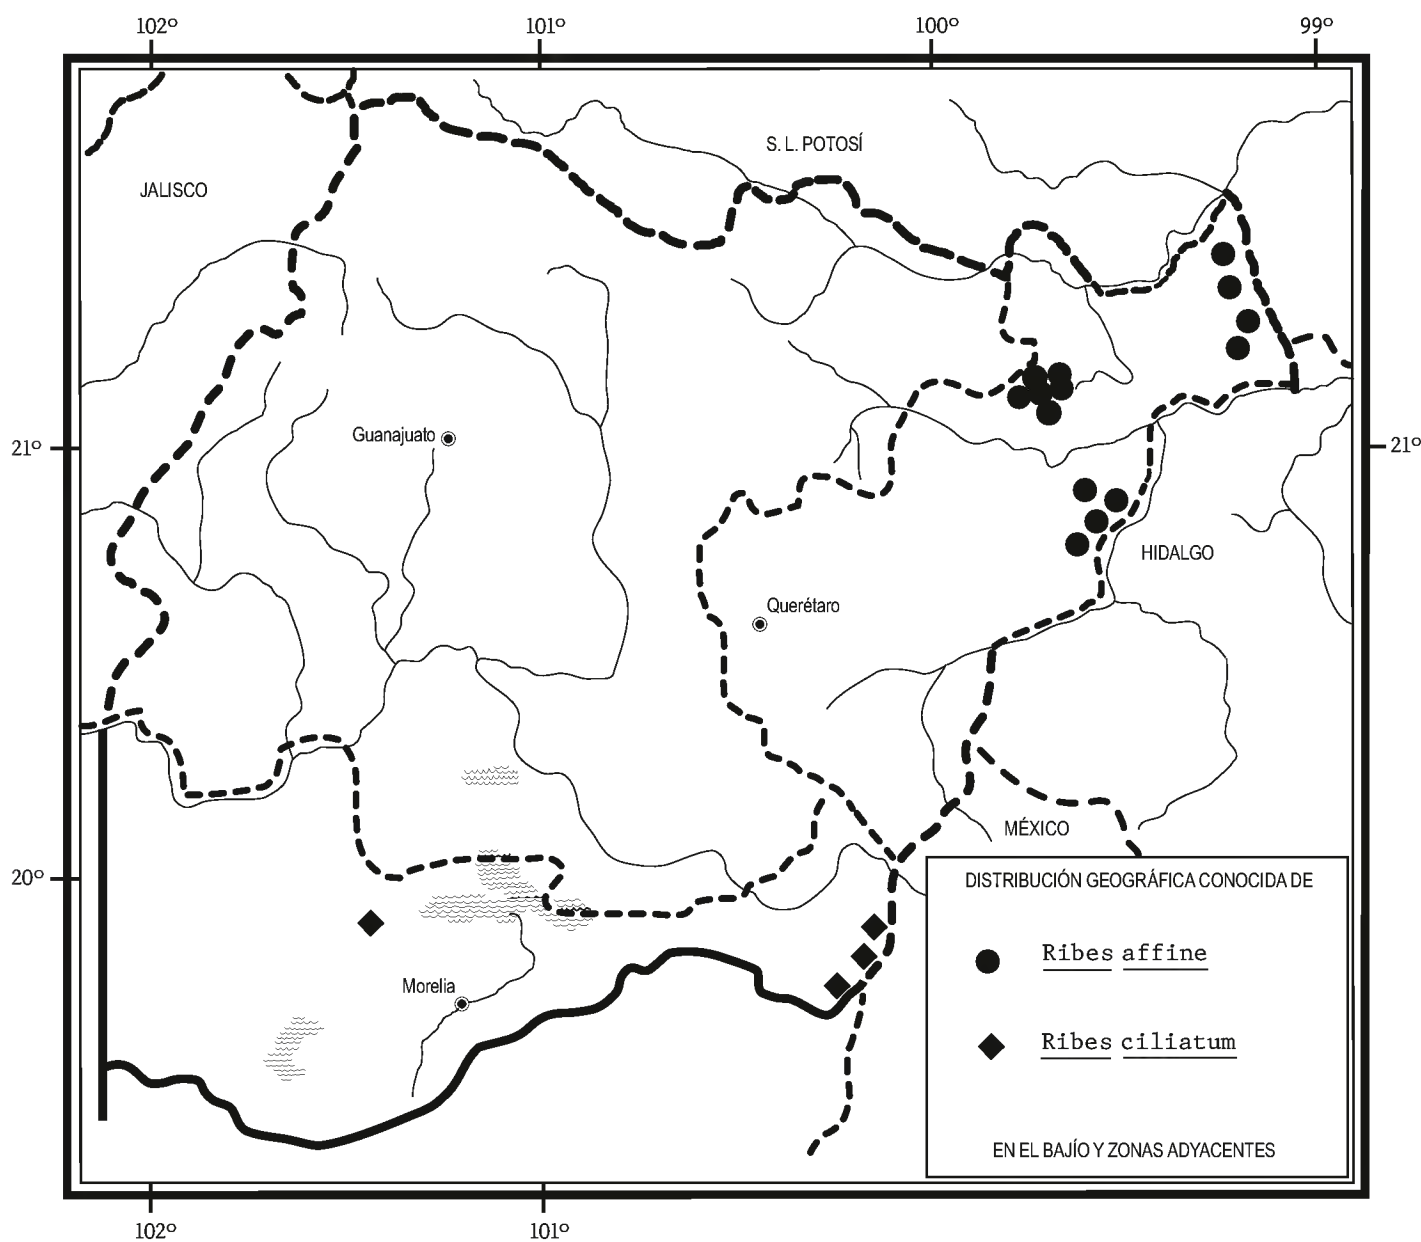 102º
101º
100º
99º
S. L. POTOSÍ
JALISCO
Guanajuato
21º
21º
HIDALGO
Querétaro
MÉXICO
20º
DISTRIBUCIÓN GEOGRÁFICA CONOCIDA DE
Ribes affine
Morelia
Ribes ciliatum
EN EL BAJÍO Y ZONAS ADYACENTES
102º
101º